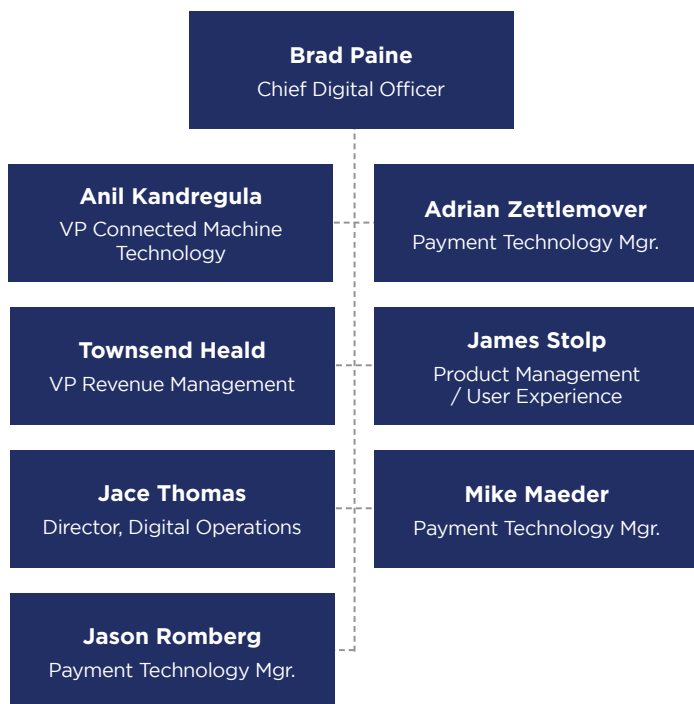 Brad Paine
Chief Digital Officer
Anil Kandregula
VP Connected Machine
Technology
Adrian Zettlemover
Payment Technology Mgr.
Townsend Heald
VP Revenue Management
James Stolp
Product Management
/ User Experience
Jace Thomas
Director, Digital Operations
Mike Maeder
Payment Technology Mgr.
Jason Romberg
Payment Technology Mgr.